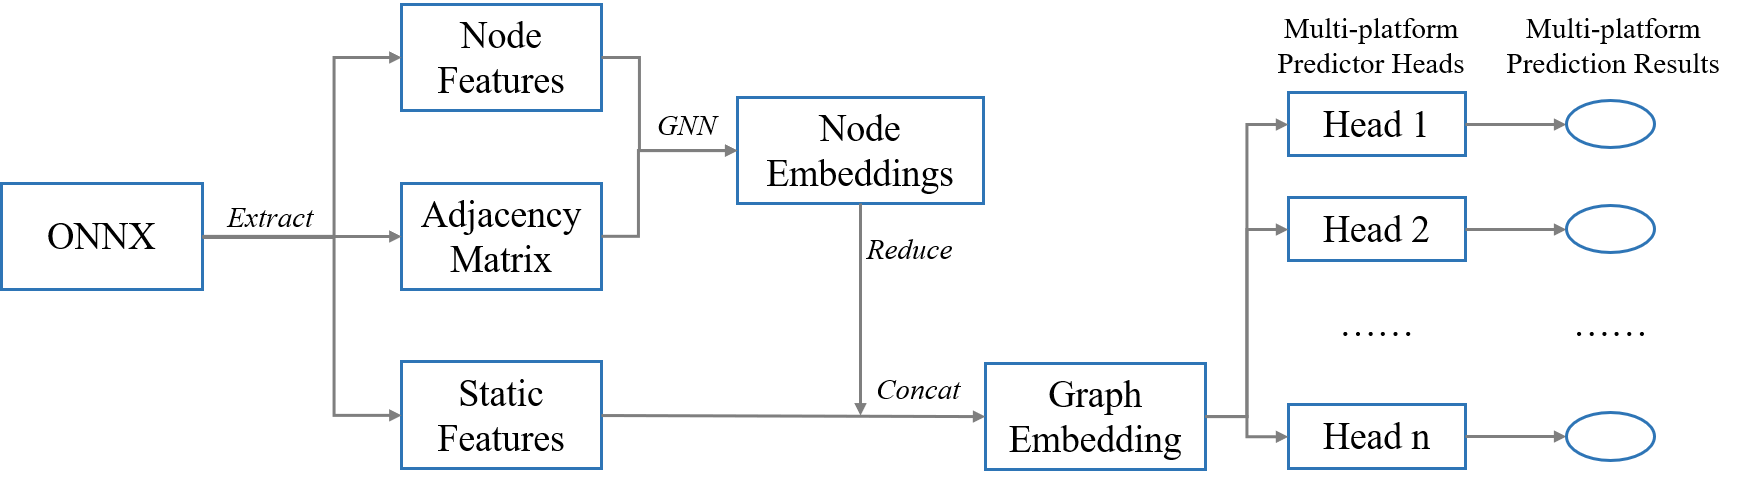 ONNX
Extract
Node
Features
Adjacency
Matrix
Static
Features
GNN
Node
Embeddings
Reduce
Concat
Graph
Embedding
Multi-platform
Predictor Heads
Head 1
Head 2
……
Head n
Multi-platform
Prediction Results
……